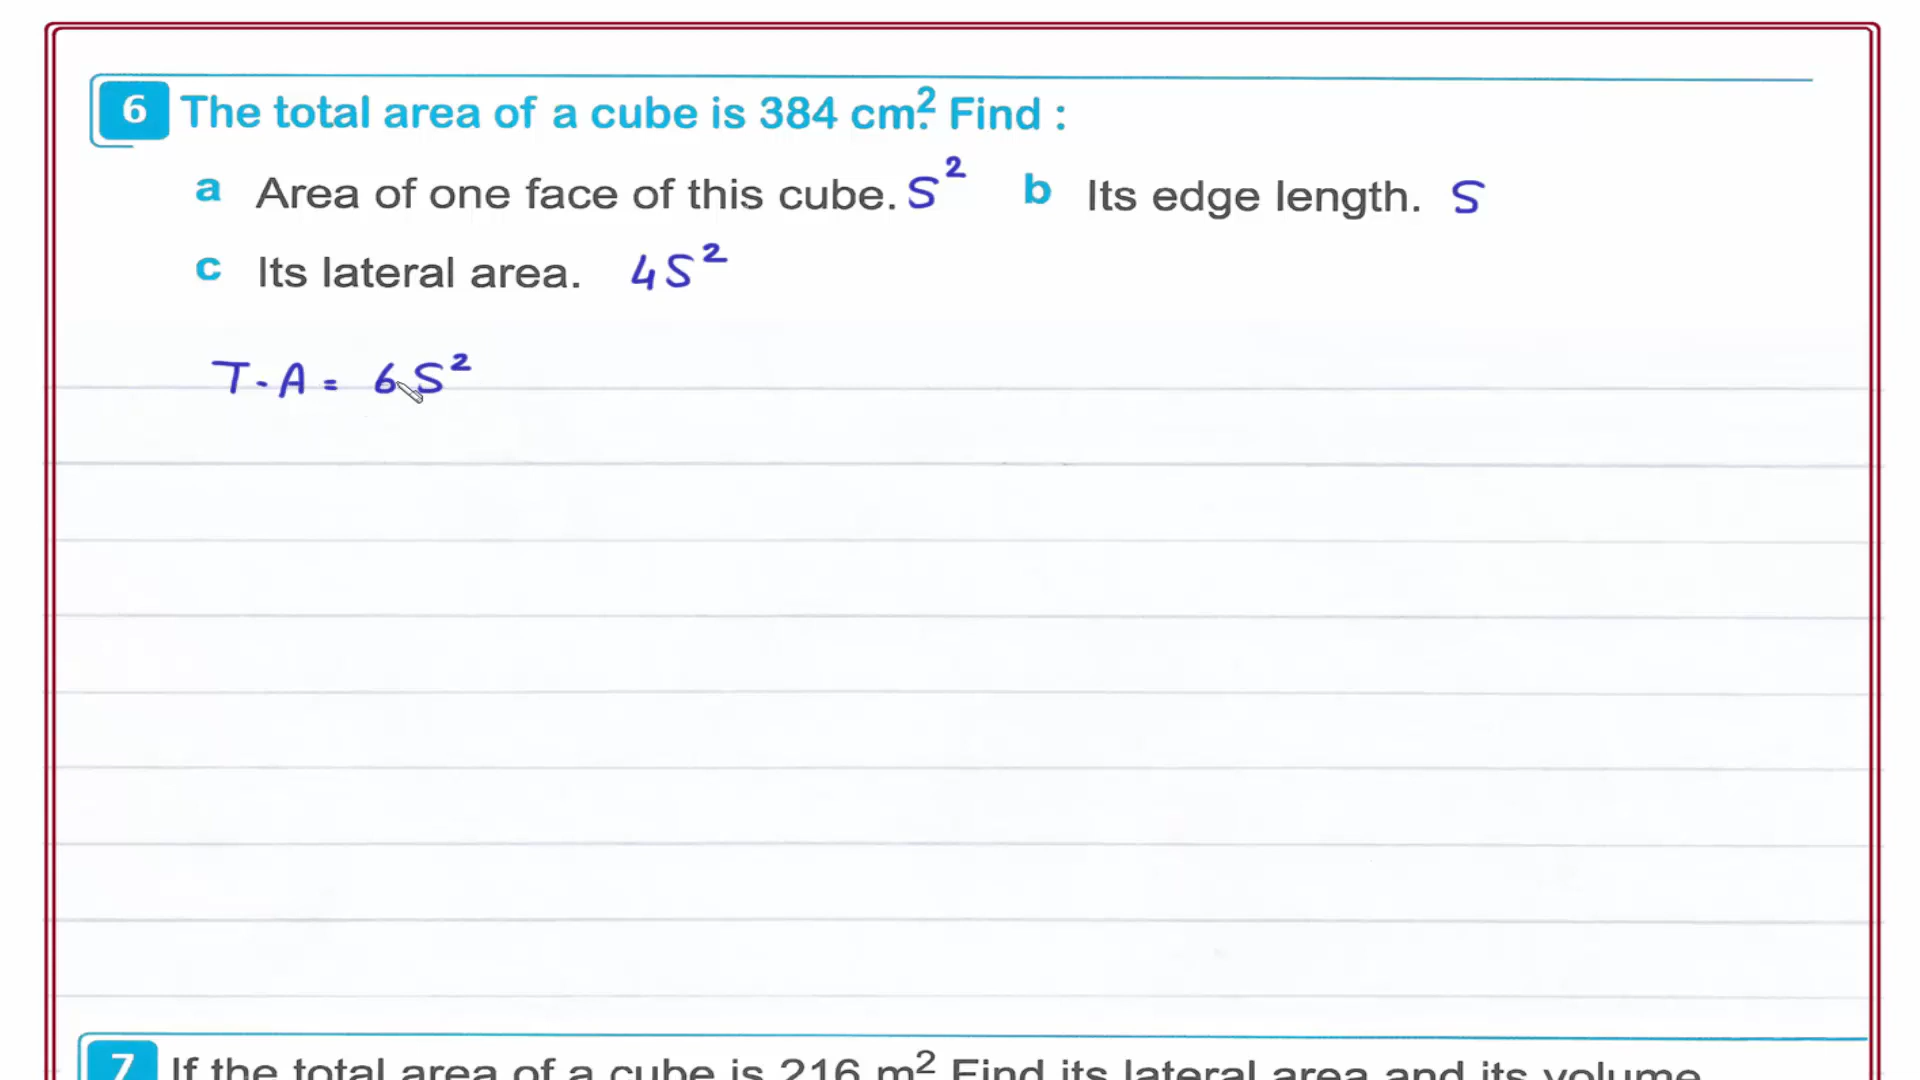 6 The total area of a cube is 384 cm². Find :
a Area of one face of this cube. S² b Its edge length. S
c Its lateral area. 4S²
T.A = 6S²
7 If the total area of a cube is 216 m² Find its lateral area and its volume